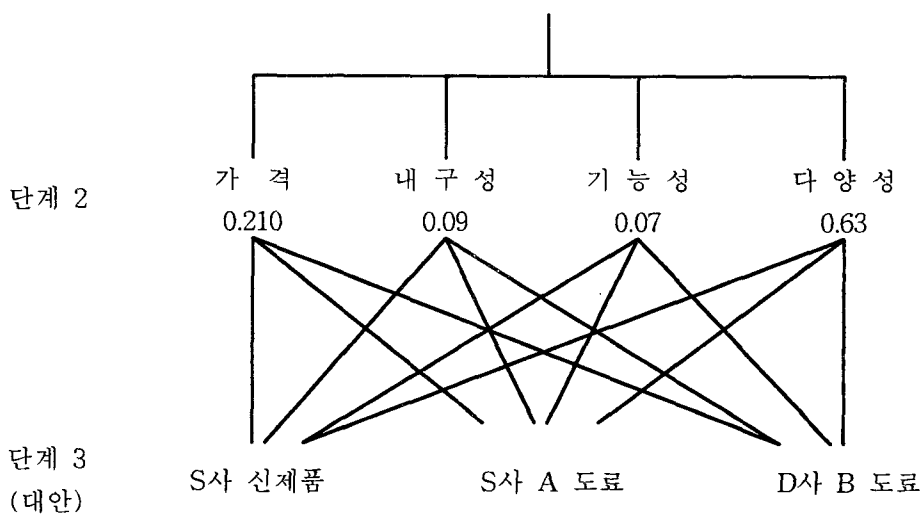 가 격 내 구 성 기 능 성 다 양 성
단계 2
0.210 0.09 0.07 0.63
단계 3
(대안)
S사 신제품 S사 A 도료 D사 B 도료